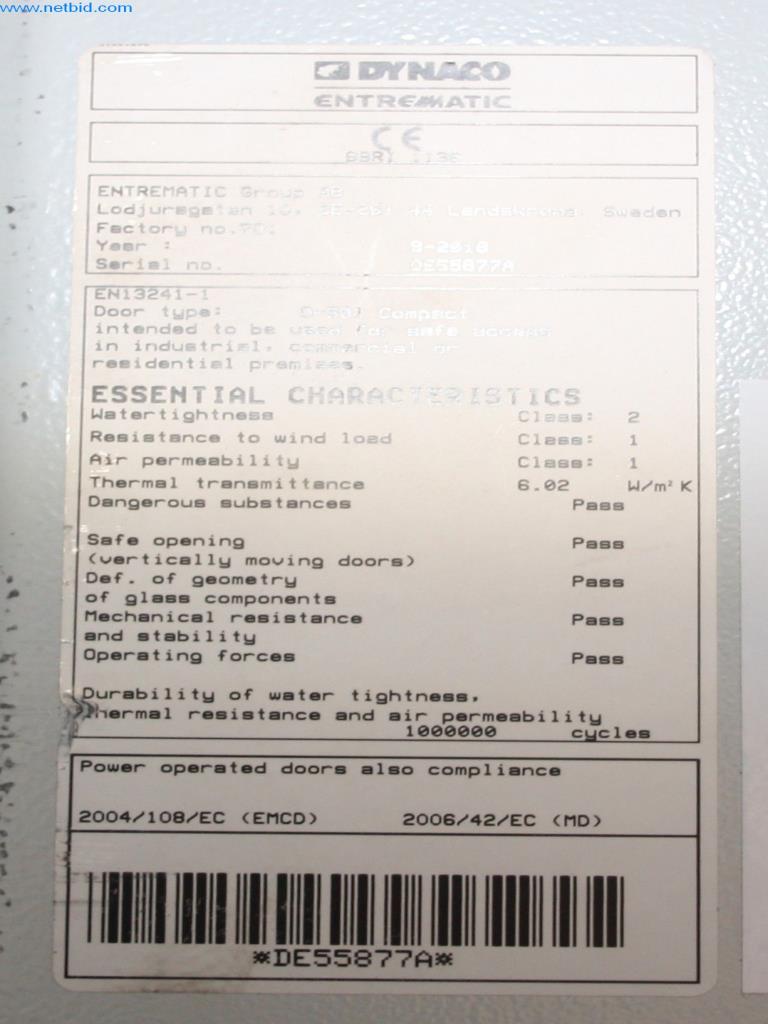 www.netbid.com
DYNACO
ENTREMATIC
CE
ENTREMATIC Group AB
Landskrona, Sweden
Factory no.
Year :
Serial no. DE55877A
EN13241-1
Door type: Compact
intended to be used for safe access
in industrial, commercial or
residential premises.
ESSENTIAL CHARACTERISTICS
Watertightness Class: 2
Resistance to wind load Class: 1
Air permeability Class: 1
Thermal transmittance 6.02 W/m² K
Dangerous substances Pass
Safe opening Pass
(vertically moving doors)
Def. of geometry Pass
of glass components
Mechanical resistance Pass
and stability
Operating forces Pass
Durability of water tightness,
Thermal resistance and air permeability
1000000 cycles
Power operated doors also compliance
2004/108/EC (EMCD) 2006/42/EC (MD)
*DE55877A*